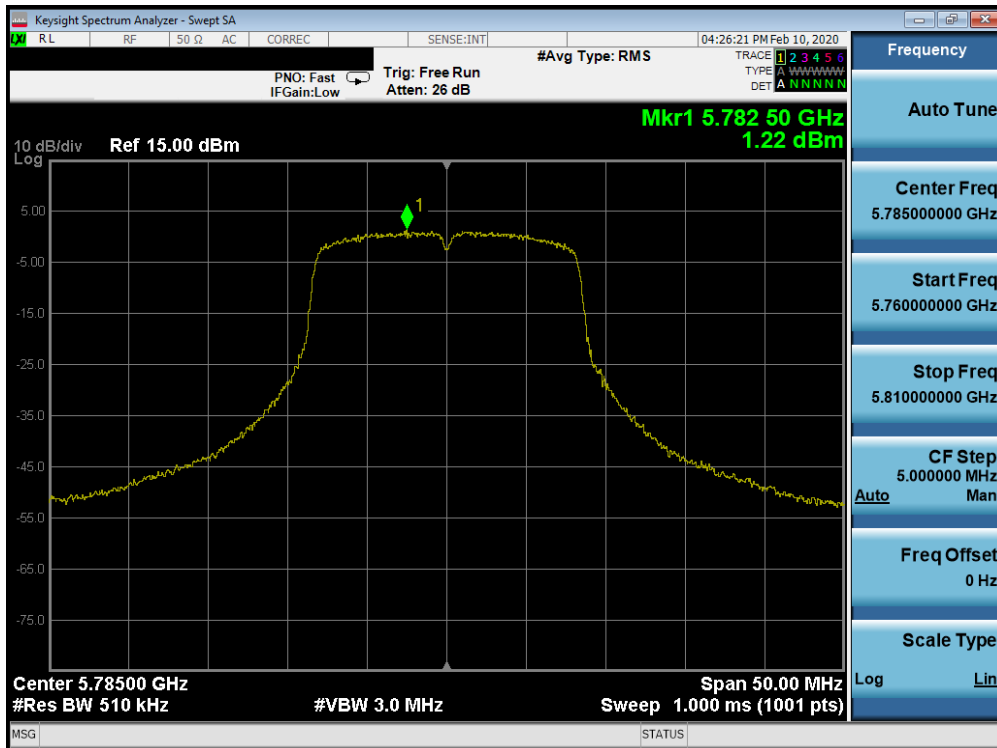 Keysight Spectrum Analyzer - Swept SA
LXI RL RF 50 Ω AC CORREC SENSE:INT 04:26:21 PM Feb 10, 2020
PNO: Fast
IFGain:Low
Trig: Free Run
Atten: 26 dB
#Avg Type: RMS
TRACE 1 2 3 4 5 6
TYPE A WWWWW
DET A N N N N N
Mkr1 5.782 50 GHz
1.22 dBm
10 dB/div Ref 15.00 dBm
Log
1
5.00
-5.00
-15.0
-25.0
-35.0
-45.0
-55.0
-65.0
-75.0
Center 5.78500 GHz Span 50.00 MHz
#Res BW 510 kHz #VBW 3.0 MHz Sweep 1.000 ms (1001 pts)
MSG STATUS
Frequency
Auto Tune
Center Freq
5.785000000 GHz
Start Freq
5.760000000 GHz
Stop Freq
5.810000000 GHz
CF Step
5.000000 MHz
Auto Man
Freq Offset
0 Hz
Scale Type
Log Lin